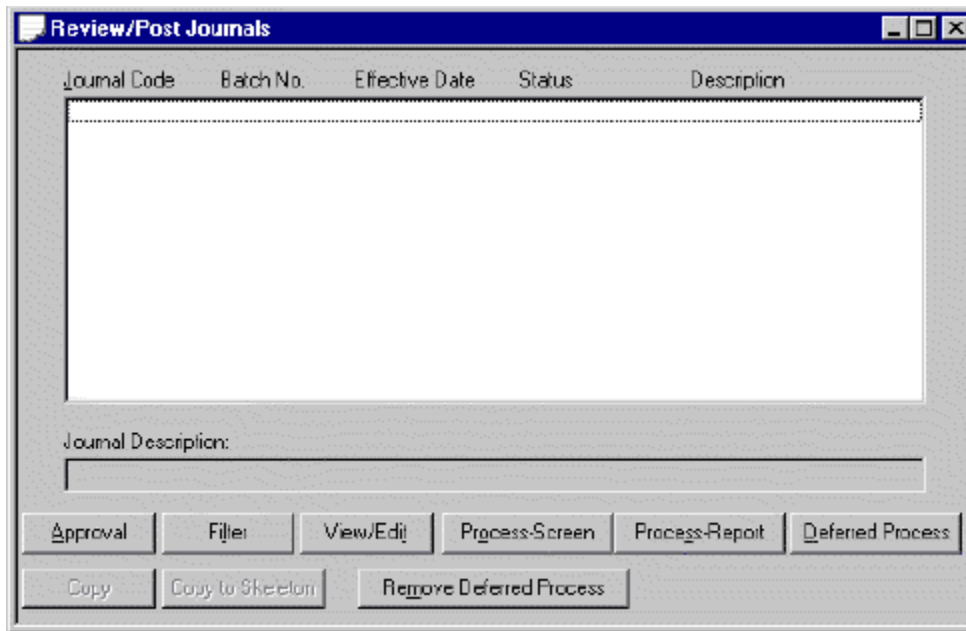 Review/Post Journals
Journal Code Batch No. Effective Date Status Description
Journal Description:
Approval Filter View/Edit Process-Screen Process-Report Deferred Process
Copy Copy to Skeleton Remove Deferred Process